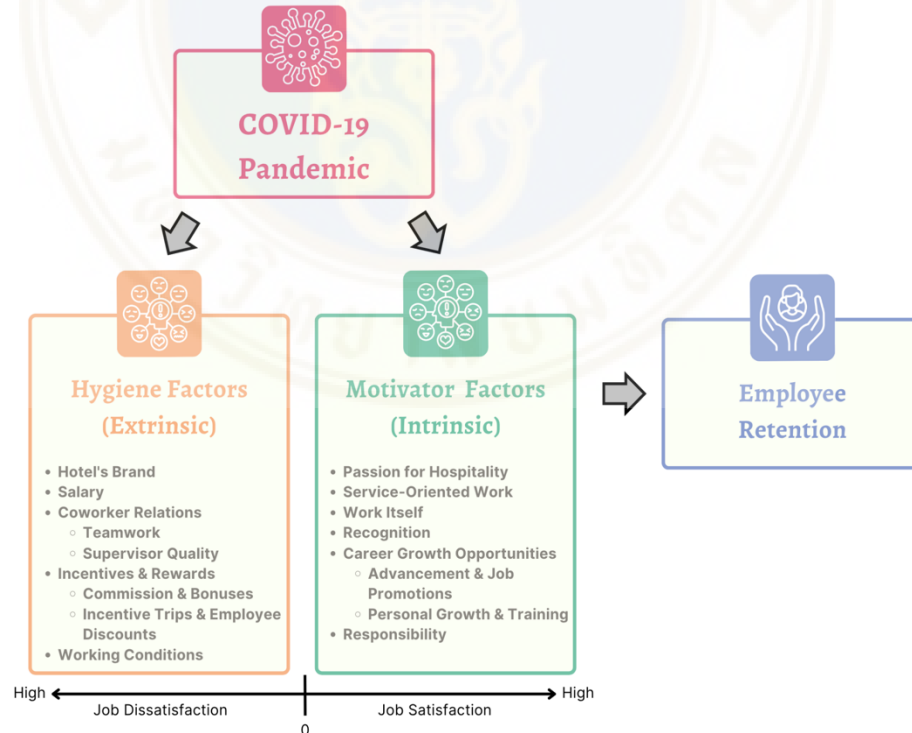 COVID-19
Pandemic
Hygiene Factors
(Extrinsic)
• Hotel's Brand
• Salary
• Coworker Relations
◦ Teamwork
◦ Supervisor Quality
• Incentives & Rewards
◦ Commission & Bonuses
◦ Incentive Trips & Employee
Discounts
• Working Conditions
Motivator Factors
(Intrinsic)
• Passion for Hospitality
• Service-Oriented Work
• Work Itself
• Recognition
• Career Growth Opportunities
◦ Advancement & Job
Promotions
◦ Personal Growth & Training
• Responsibility
Employee
Retention
High
Job Dissatisfaction
0
Job Satisfaction
High